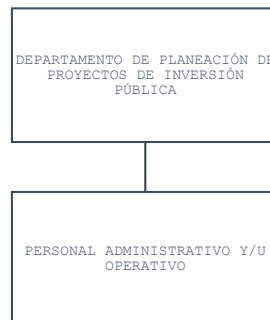 DEPARTAMENTO DE PLANEACIÓN DE
PROYECTOS DE INVERSIÓN
PÚBLICA
PERSONAL ADMINISTRATIVO Y/U
OPERATIVO